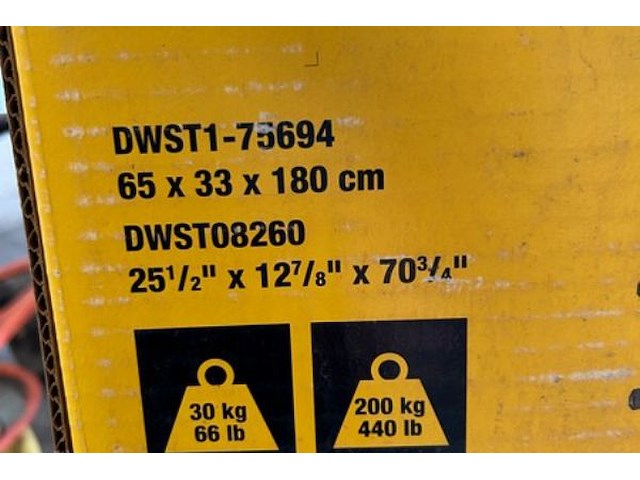 DWST1-75694
65 x 33 x 180 cm
DWST08260
25 1/2" x 12 7/8" x 70 3/4"
30 kg
66 lb
200 kg
440 lb